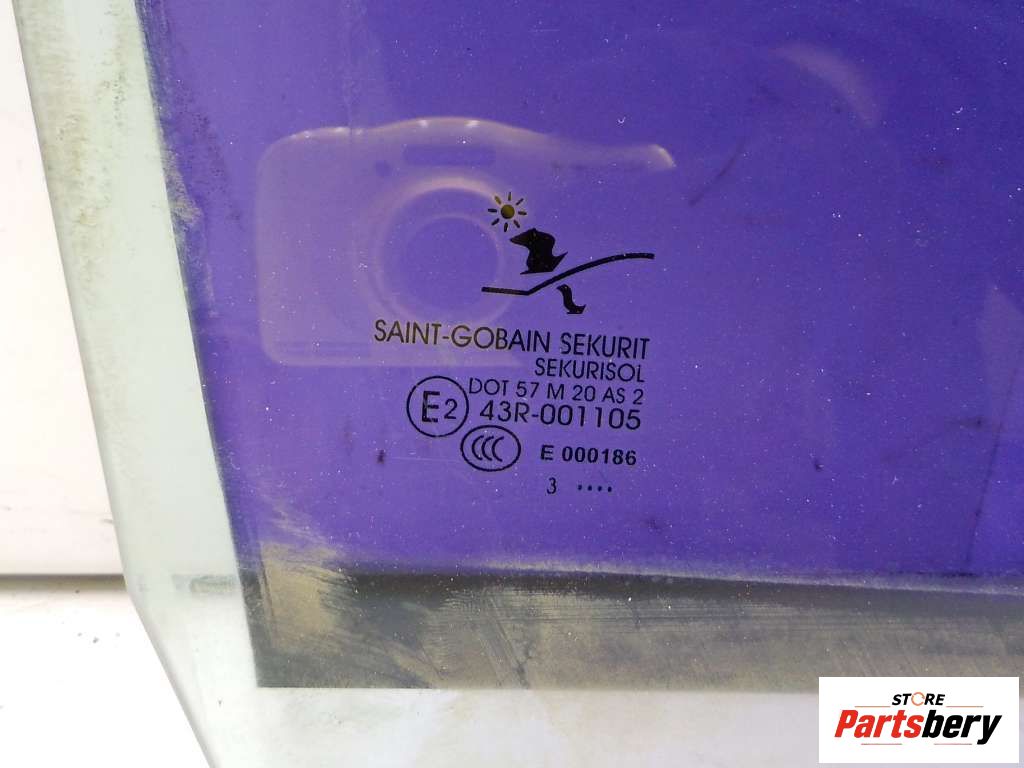 SAINT-GOBAIN SEKURIT
SEKURISOL
DOT 57 M 20 AS 2
E2 43R-001105
CCC E 000186
3 ....
STORE
Partsbery